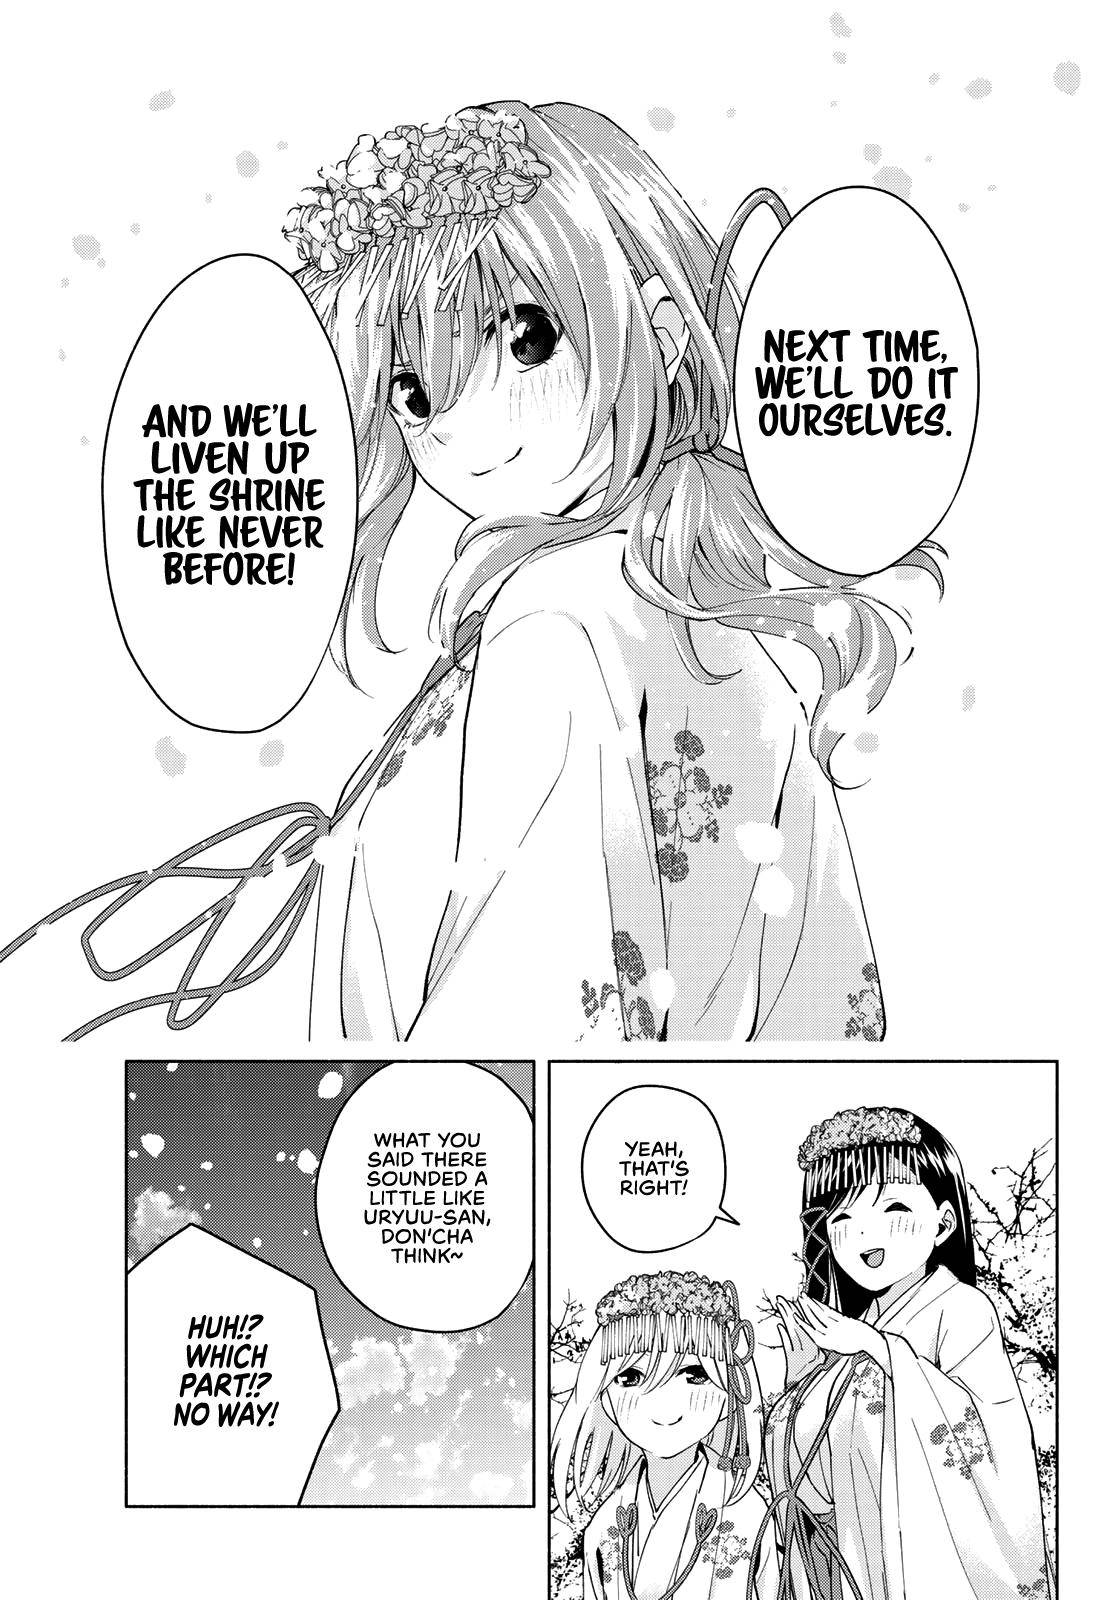 NEXT TIME,
WE'LL DO IT
OURSELVES.
AND WE'LL
LIVEN UP
THE SHRINE
LIKE NEVER
BEFORE!
YEAH,
THAT'S
RIGHT!
WHAT YOU
SAID THERE
SOUNDED A
LITTLE LIKE
URYUU-SAN,
DON'CHA
THINK~
HUH!?
WHICH
PART!?
NO WAY!